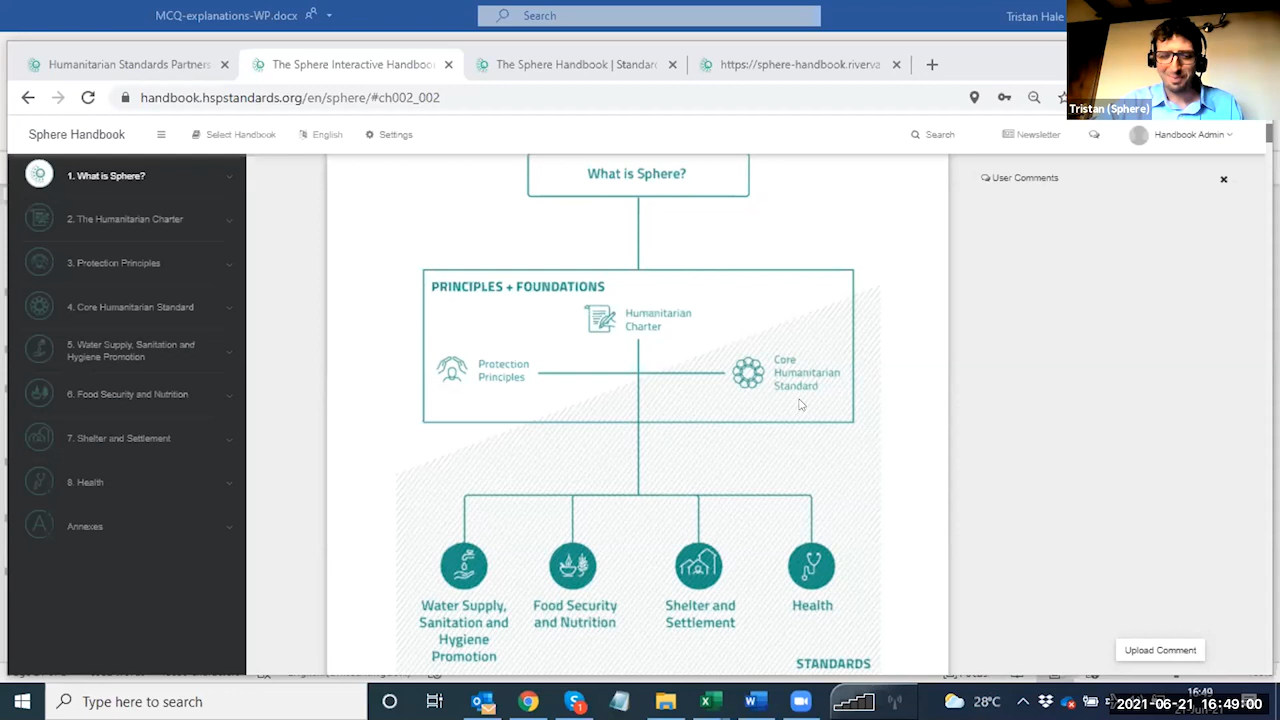 MCQ-explanations-WP.docx
Search
Tristan Hale
Humanitarian Standards Partners
The Sphere Interactive Handboo
The Sphere Handbook | Standar
https://sphere-handbook.riverva
handbook.hspstandards.org/en/sphere/#ch002_002
Tristan (Sphere)
Sphere Handbook
Select Handbook
English
Settings
Search
Newsletter
Handbook Admin
1. What is Sphere?
2. The Humanitarian Charter
3. Protection Principles
4. Core Humanitarian Standard
5. Water Supply, Sanitation and
Hygiene Promotion
6. Food Security and Nutrition
7. Shelter and Settlement
8. Health
Annexes
What is Sphere?
PRINCIPLES + FOUNDATIONS
Humanitarian
Charter
Protection
Principles
Core
Humanitarian
Standard
Water Supply,
Sanitation and
Hygiene
Promotion
Food Security
and Nutrition
Shelter and
Settlement
Health
STANDARDS
User Comments
Upload Comment
Type here to search
28°C
16:49
2021-06-21 16:49:00